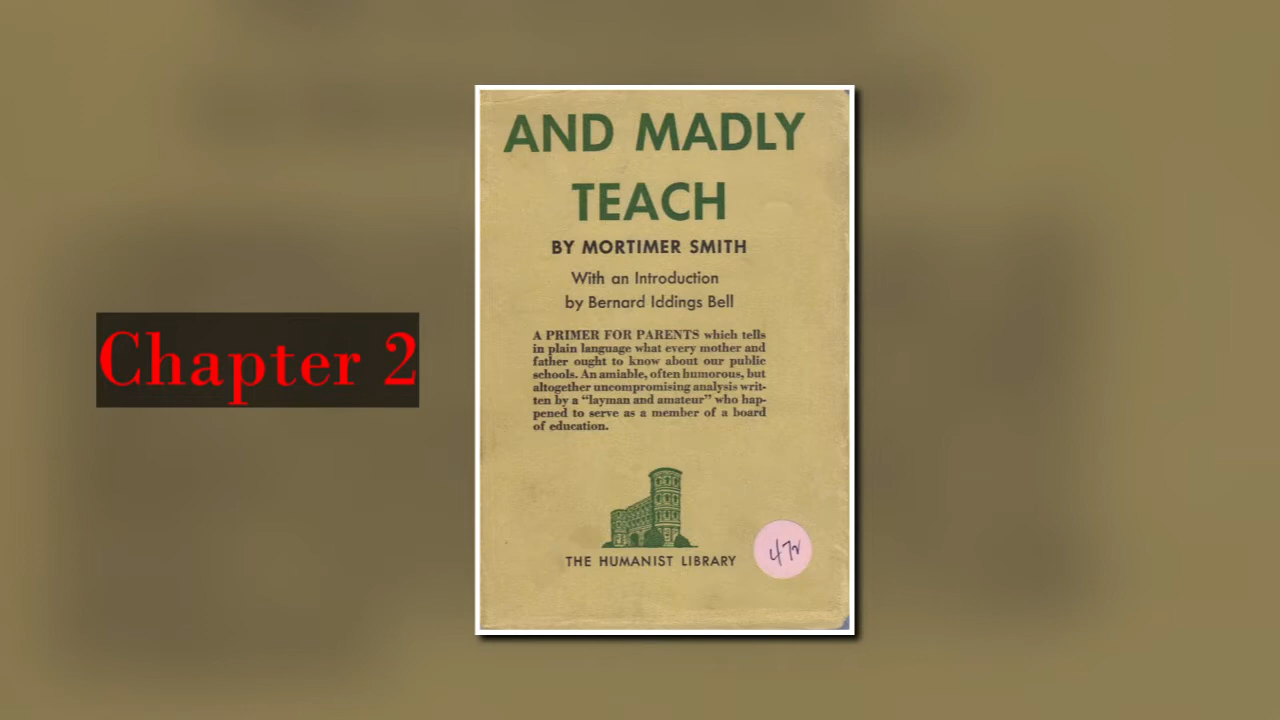 Chapter 2
AND MADLY
TEACH
BY MORTIMER SMITH
With an Introduction
by Bernard Iddings Bell
A PRIMER FOR PARENTS which tells
in plain language what every mother and
father ought to know about our public
schools. An amiable, often humorous, but
altogether uncompromising analysis writ-
ten by a “layman and amateur” who hap-
pened to serve as a member of a board
of education.
THE HUMANIST LIBRARY